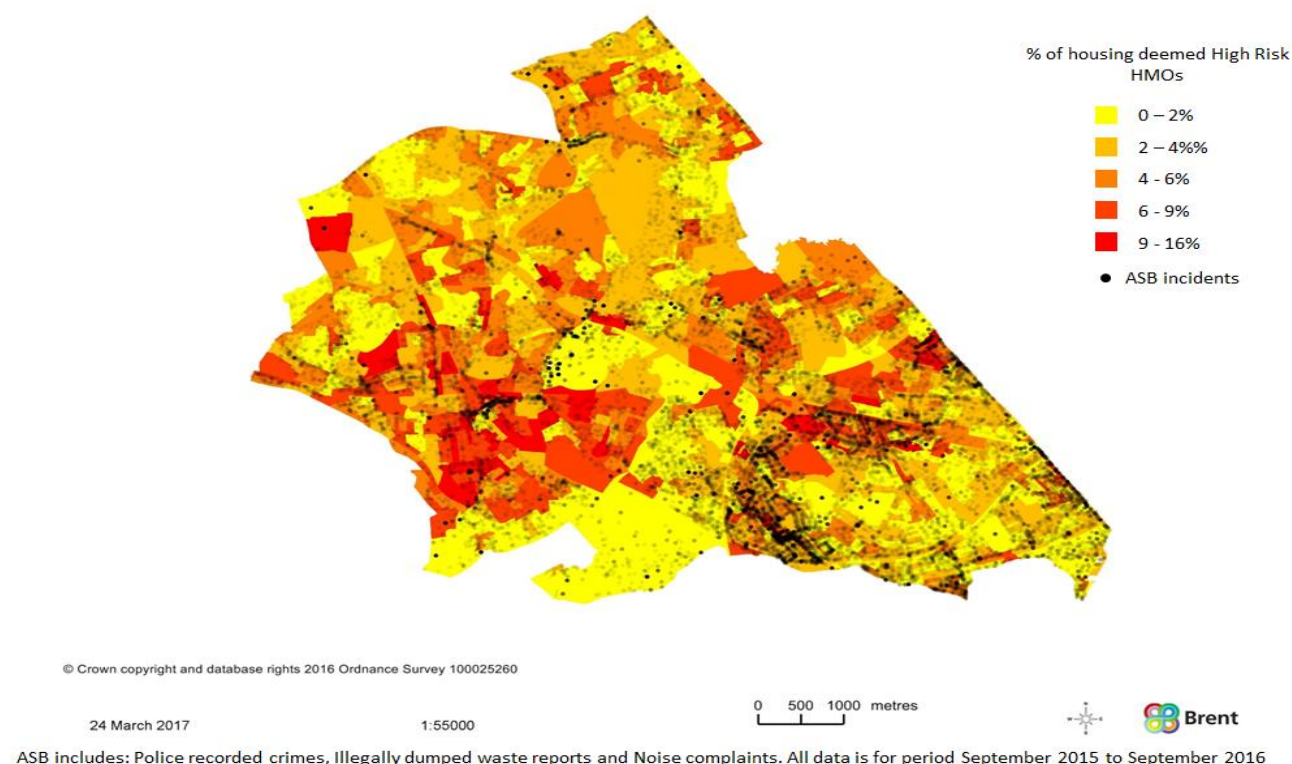 % of housing deemed High Risk
HMOs
0 – 2%
2 – 4%%
4 - 6%
6 - 9%
9 - 16%
ASB incidents
© Crown copyright and database rights 2016 Ordnance Survey 100025260
0 500 1000 metres
24 March 2017
1:55000
Brent
ASB includes: Police recorded crimes, Illegally dumped waste reports and Noise complaints. All data is for period September 2015 to September 2016